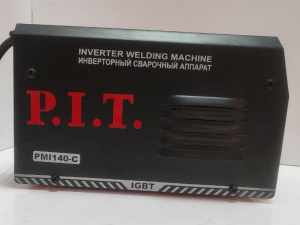 INVERTER WELDING MACHINE
ИНВЕРТОРНЫЙ СВАРОЧНЫЙ АППАРАТ
P.I.T.
PMI140-C
IGBT